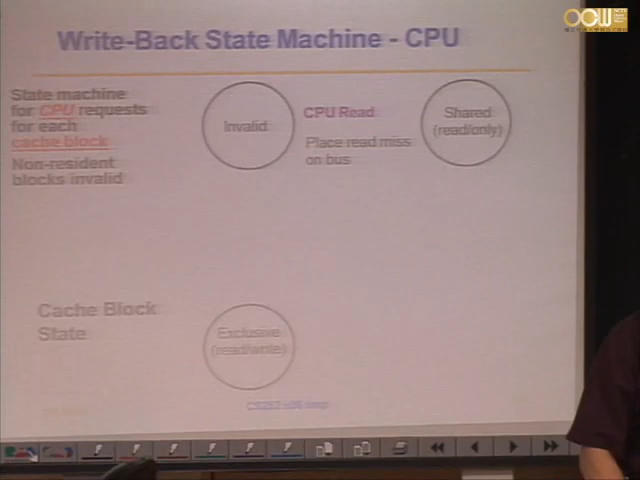 OCW
Write-Back State Machine - CPU
State machine
for CPU requests
for each
cache block
Non-resident
blocks invalid
Invalid
CPU Read
Place read miss
on bus
Shared
(read/only)
Cache Block
State
Exclusive
(read/write)